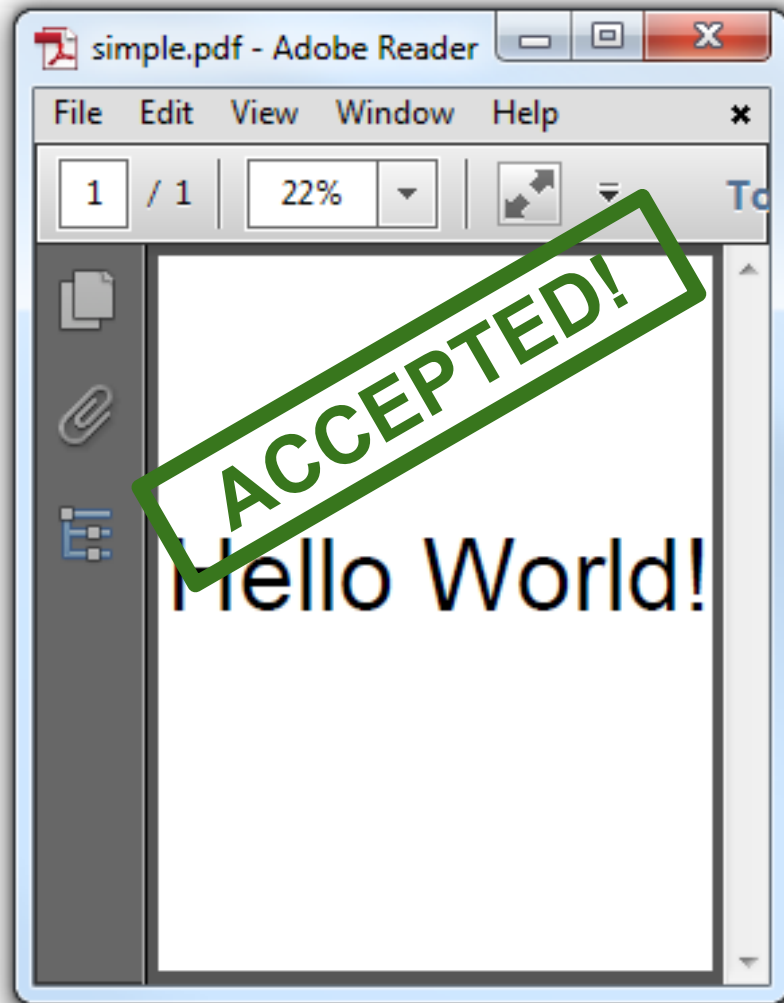 simple.pdf - Adobe Reader
File Edit View Window Help
1 / 1 22%
ACCEPTED!
Hello World!